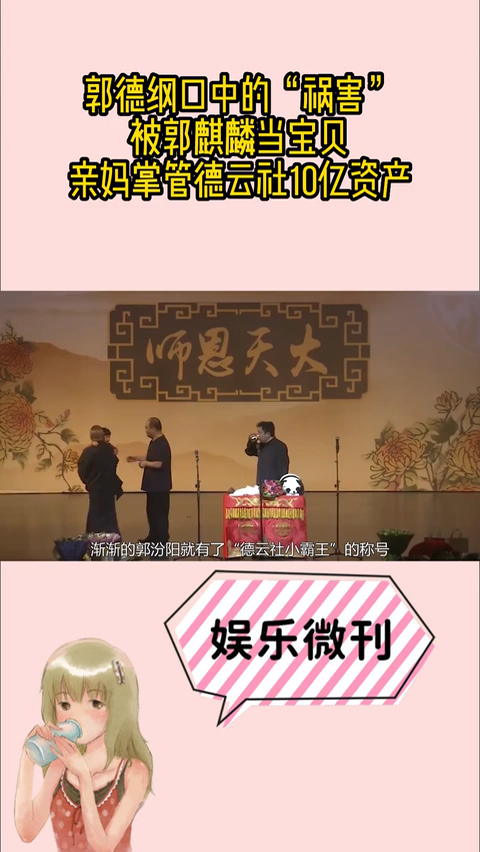 郭德纲口中的“祸害”
被郭麒麟当宝贝
亲妈掌管德云社10亿资产
师恩天大
渐渐的郭汾阳就有了“德云社小霸王”的称号
娱乐微刊